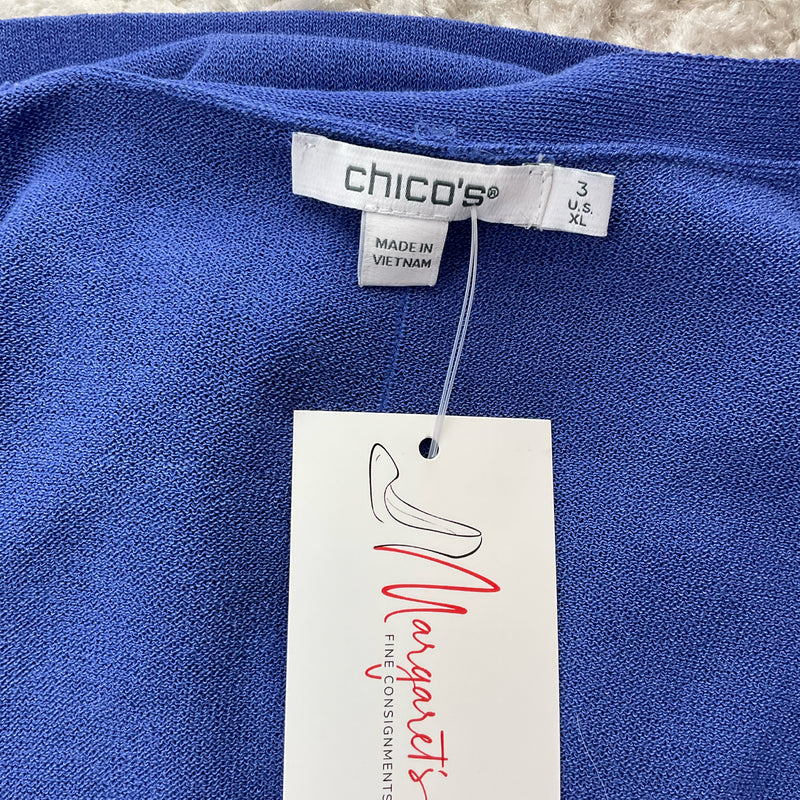 chico's®
3
U.S.
XL
MADE IN
VIETNAM
Margaret's
FINE CONSIGNMENTS